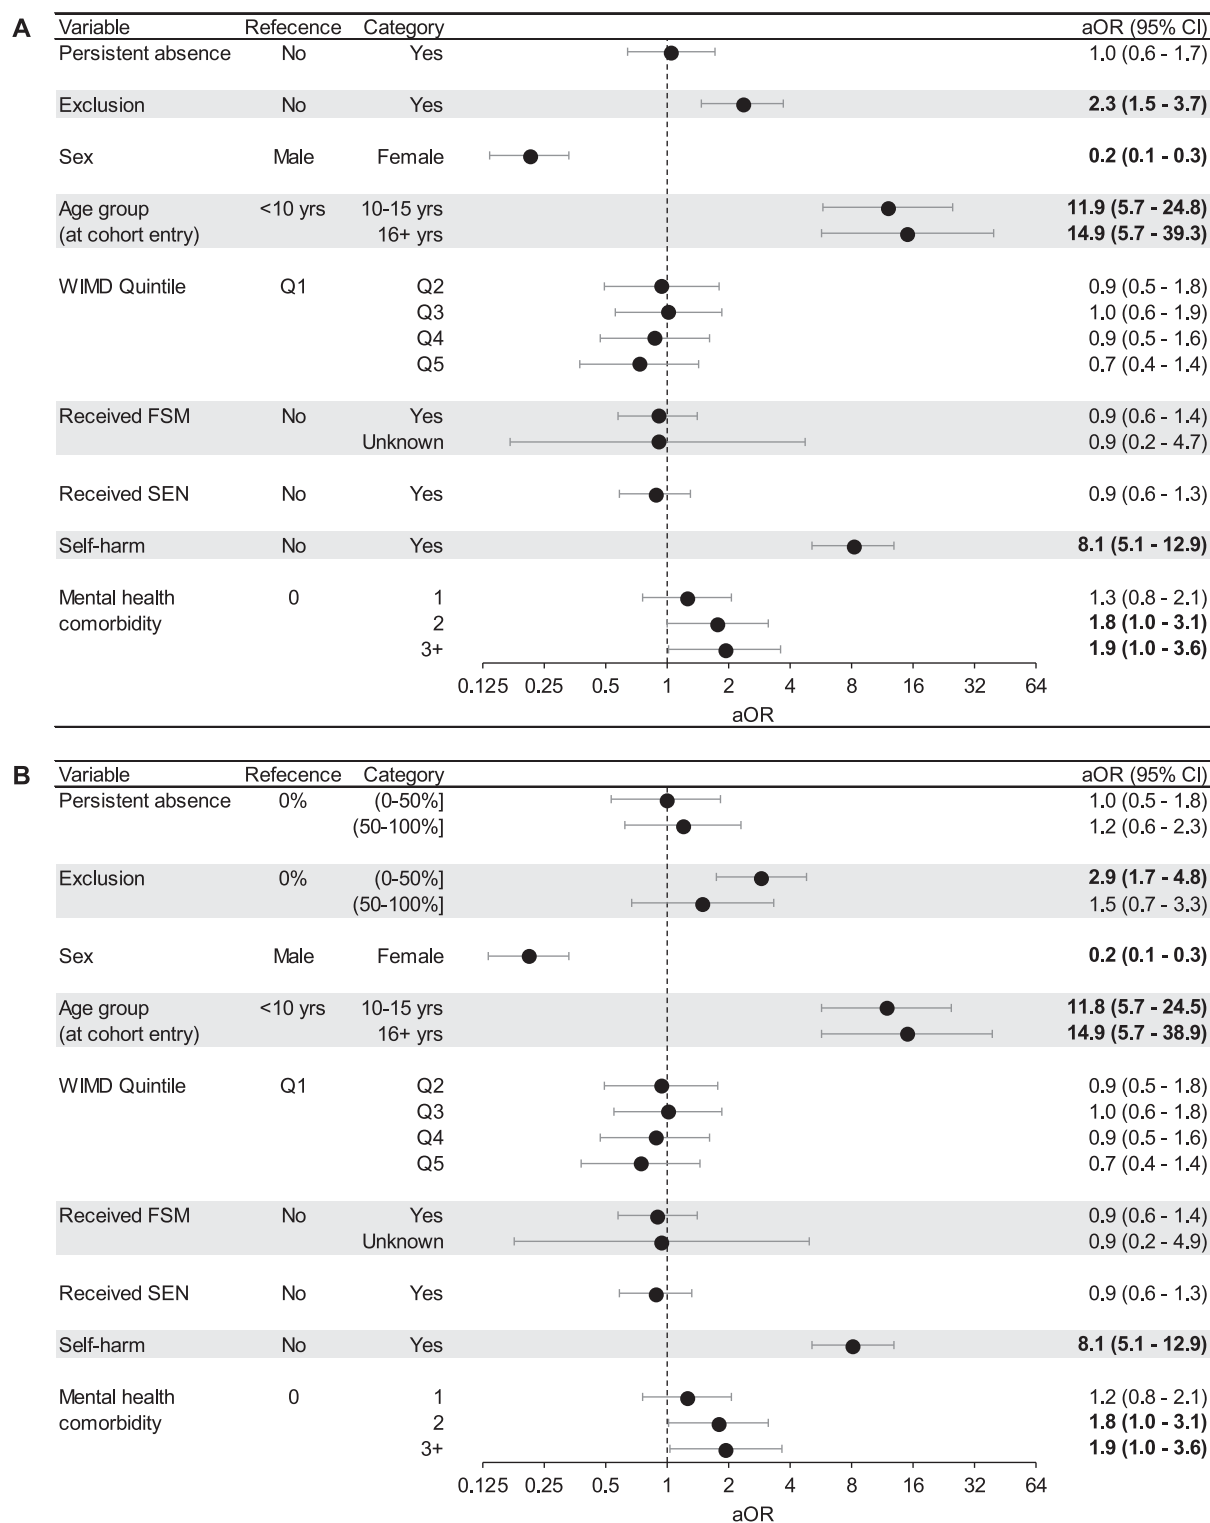 A
Variable Refecence Category aOR (95% CI)
Persistent absence No Yes 1.0 (0.6 - 1.7)
Exclusion No Yes 2.3 (1.5 - 3.7)
Sex Male Female 0.2 (0.1 - 0.3)
Age group <10 yrs 10-15 yrs 11.9 (5.7 - 24.8)
(at cohort entry) 16+ yrs 14.9 (5.7 - 39.3)
WIMD Quintile Q1 Q2 0.9 (0.5 - 1.8)
Q3 1.0 (0.6 - 1.9)
Q4 0.9 (0.5 - 1.6)
Q5 0.7 (0.4 - 1.4)
Received FSM No Yes 0.9 (0.6 - 1.4)
Unknown 0.9 (0.2 - 4.7)
Received SEN No Yes 0.9 (0.6 - 1.3)
Self-harm No Yes 8.1 (5.1 - 12.9)
Mental health 0 1 1.3 (0.8 - 2.1)
comorbidity 2 1.8 (1.0 - 3.1)
3+ 1.9 (1.0 - 3.6)
0.125 0.25 0.5 1 2 4 8 16 32 64
aOR
B
Variable Refecence Category aOR (95% CI)
Persistent absence 0% (0-50%] 1.0 (0.5 - 1.8)
(50-100%] 1.2 (0.6 - 2.3)
Exclusion 0% (0-50%] 2.9 (1.7 - 4.8)
(50-100%] 1.5 (0.7 - 3.3)
Sex Male Female 0.2 (0.1 - 0.3)
Age group <10 yrs 10-15 yrs 11.8 (5.7 - 24.5)
(at cohort entry) 16+ yrs 14.9 (5.7 - 38.9)
WIMD Quintile Q1 Q2 0.9 (0.5 - 1.8)
Q3 1.0 (0.6 - 1.8)
Q4 0.9 (0.5 - 1.6)
Q5 0.7 (0.4 - 1.4)
Received FSM No Yes 0.9 (0.6 - 1.4)
Unknown 0.9 (0.2 - 4.9)
Received SEN No Yes 0.9 (0.6 - 1.3)
Self-harm No Yes 8.1 (5.1 - 12.9)
Mental health 0 1 1.2 (0.8 - 2.1)
comorbidity 2 1.8 (1.0 - 3.1)
3+ 1.9 (1.0 - 3.6)
0.125 0.25 0.5 1 2 4 8 16 32 64
aOR